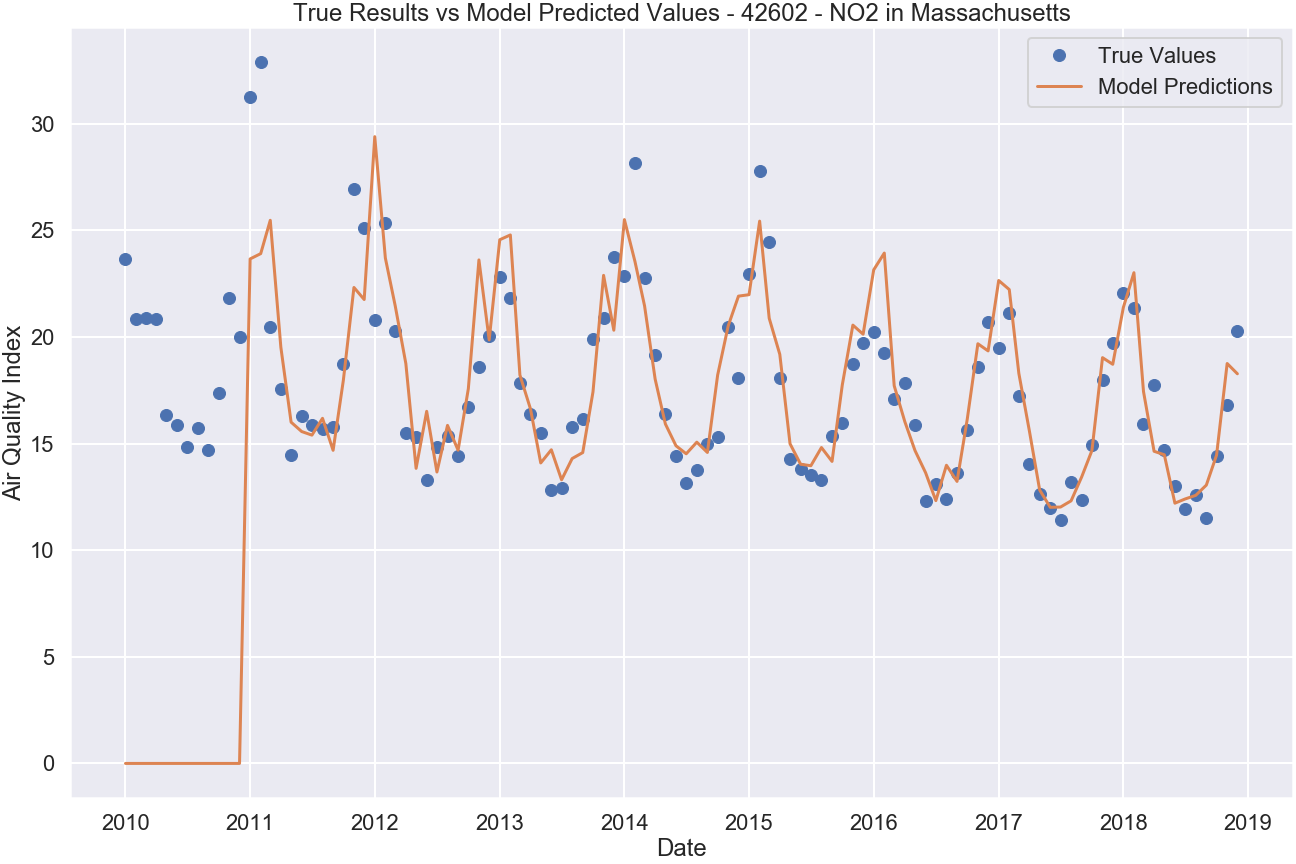 True Results vs Model Predicted Values - 42602 - NO2 in Massachusetts
True Values
Model Predictions
Air Quality Index
30
25
20
15
10
5
0
2010 2011 2012 2013 2014 2015 2016 2017 2018 2019
Date